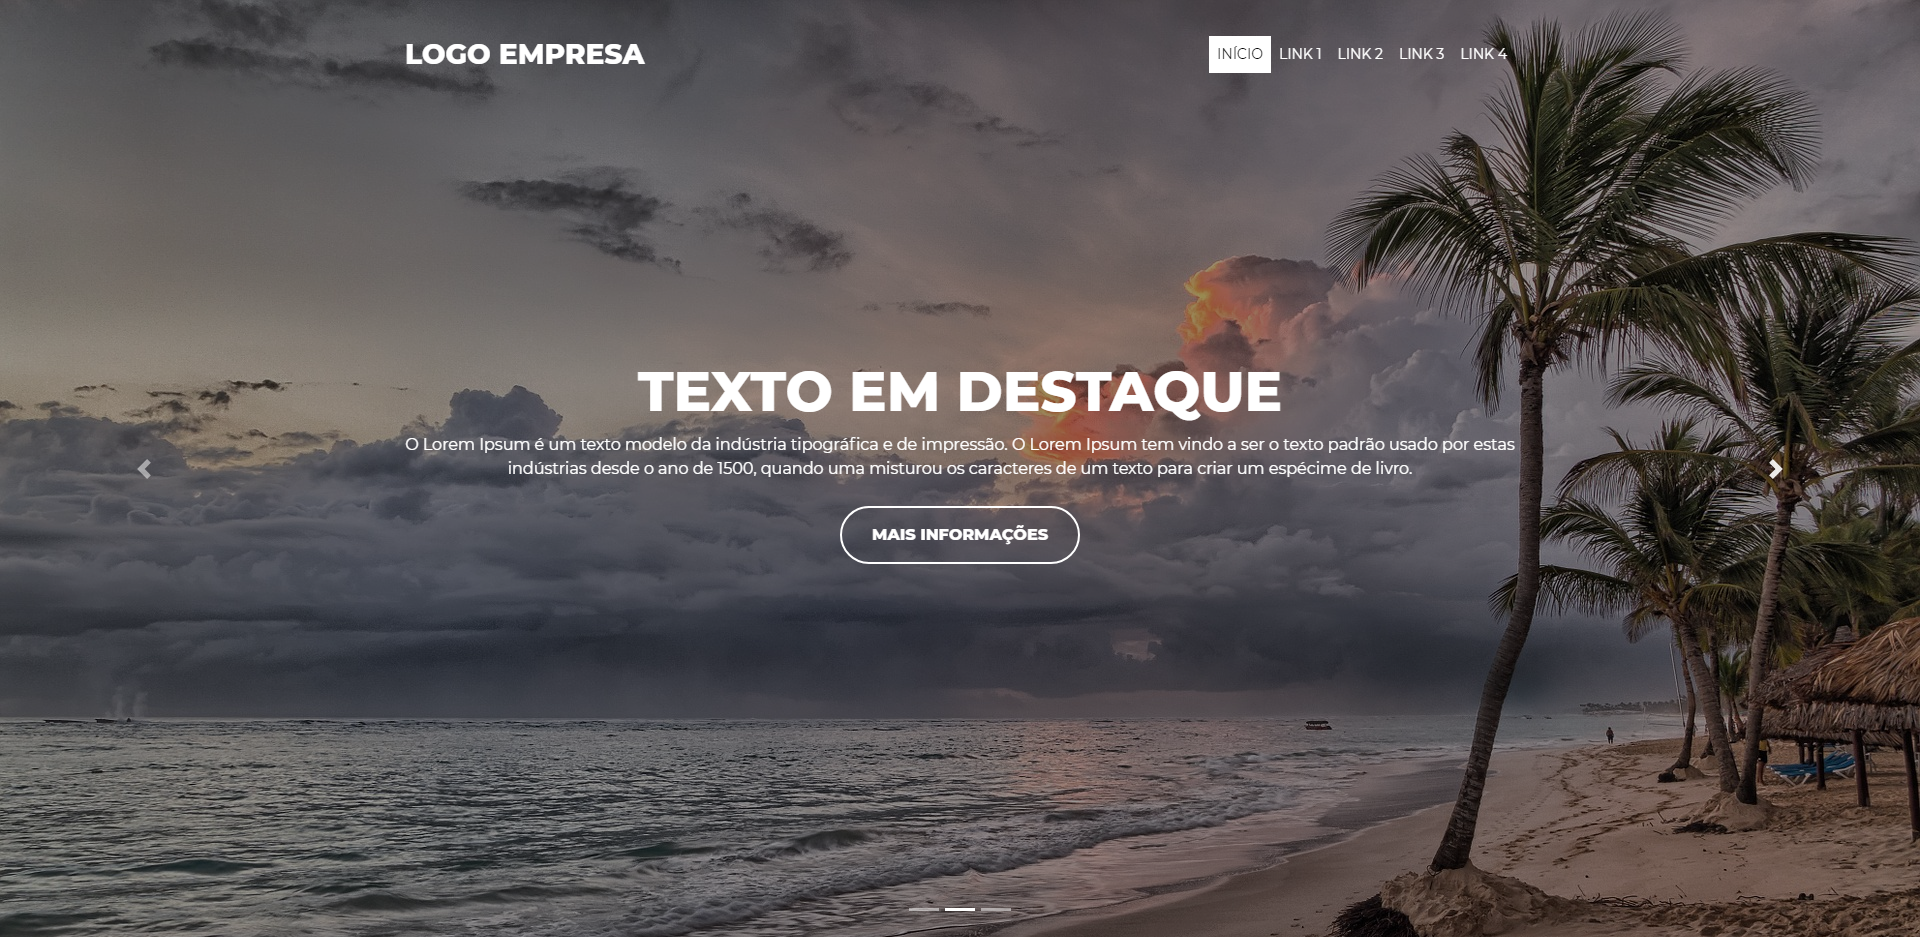 LOGO EMPRESA
INÍCIO LINK 1 LINK 2 LINK 3 LINK 4
TEXTO EM DESTAQUE
O Lorem Ipsum é um texto modelo da indústria tipográfica e de impressão. O Lorem Ipsum tem vindo a ser o texto padrão usado por estas
indústrias desde o ano de 1500, quando uma misturou os caracteres de um texto para criar um espécime de livro.
MAIS INFORMAÇÕES